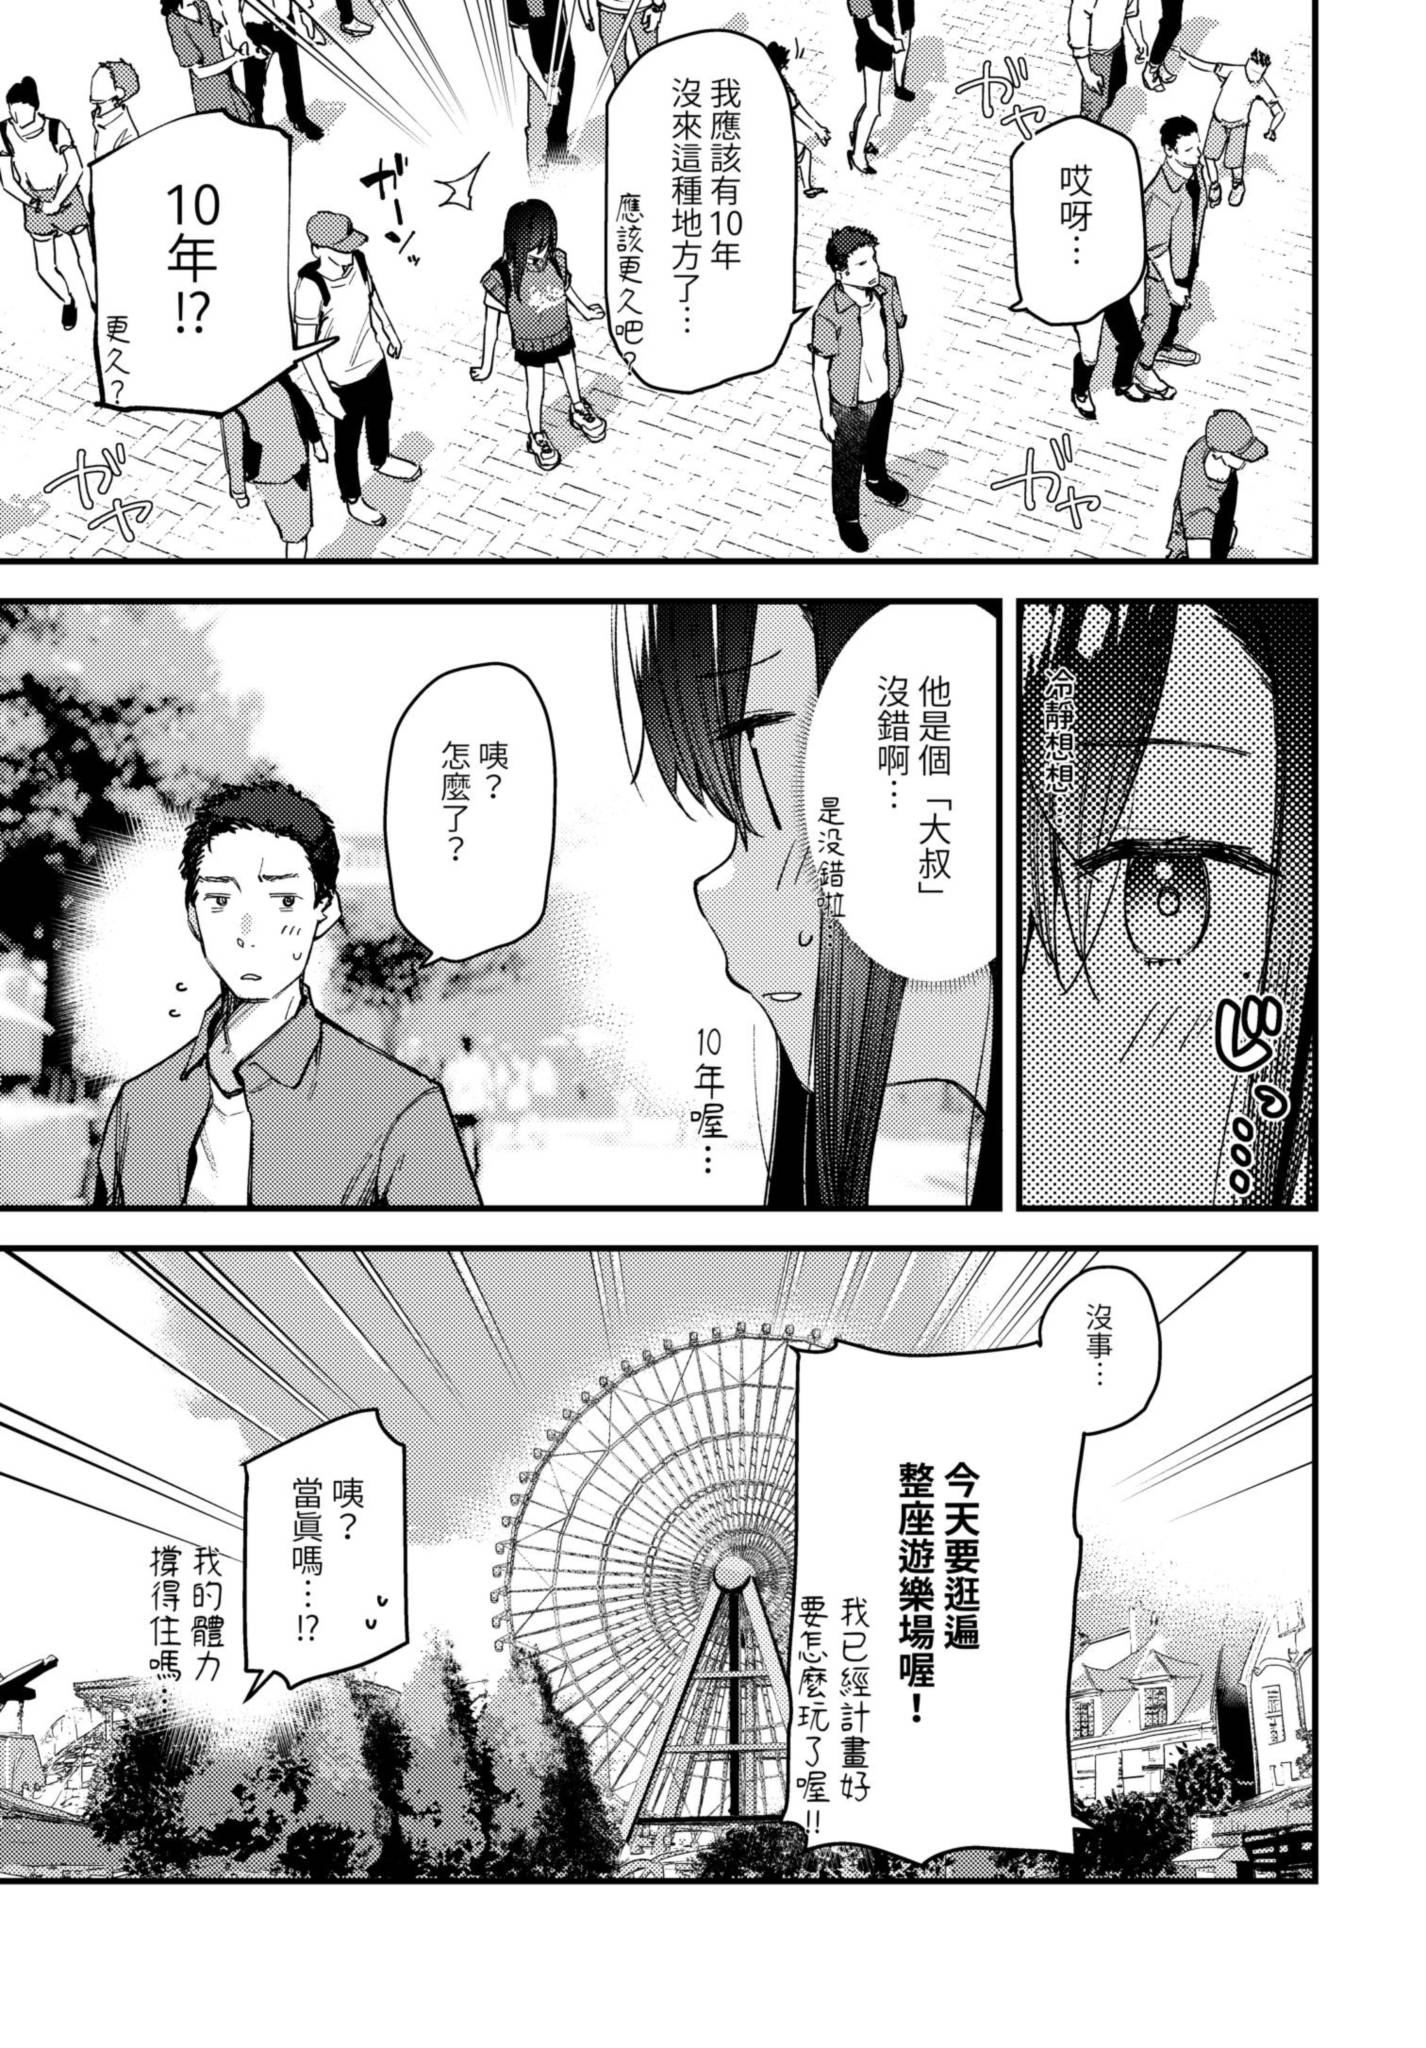 哎呀…
ガヤ
我應該有10年
沒來這種地方了…
應該更久吧？
ガーンッ
10年!?
更久？
ガヤ
ガヤ
冷靜想想
じっ…
他是個「大叔」
沒錯啊…
是沒錯啦…
10年喔…
咦？
怎麼了？
沒事…
今天要逛遍
整座遊樂場喔！
我已經計畫好
要怎麼玩了喔!!
咦？
當眞嗎…!?
我的體力
撐得住嗎…